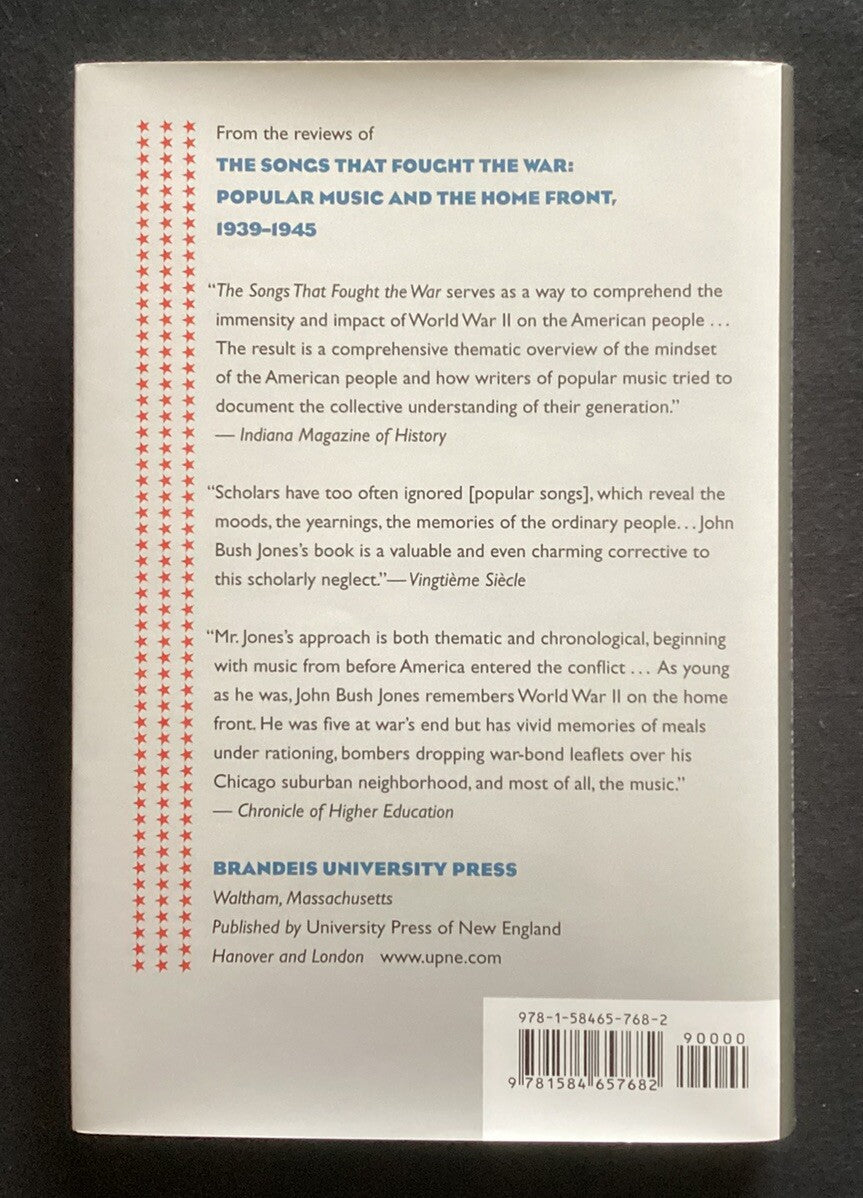 From the reviews of
THE SONGS THAT FOUGHT THE WAR:
POPULAR MUSIC AND THE HOME FRONT,
1939–1945
“The Songs That Fought the War serves as a way to comprehend the
immensity and impact of World War II on the American people ...
The result is a comprehensive thematic overview of the mindset
of the American people and how writers of popular music tried to
document the collective understanding of their generation.”
— Indiana Magazine of History
“Scholars have too often ignored [popular songs], which reveal the
moods, the yearnings, the memories of the ordinary people...John
Bush Jones’s book is a valuable and even charming corrective to
this scholarly neglect.”—Vingtième Siècle
“Mr. Jones’s approach is both thematic and chronological, beginning
with music from before America entered the conflict ... As young
as he was, John Bush Jones remembers World War II on the home
front. He was five at war’s end but has vivid memories of meals
under rationing, bombers dropping war-bond leaflets over his
Chicago suburban neighborhood, and most of all, the music.”
— Chronicle of Higher Education
BRANDEIS UNIVERSITY PRESS
Waltham, Massachusetts
Published by University Press of New England
Hanover and London www.upne.com
978-1-58465-768-2
90000
9 781584 657682